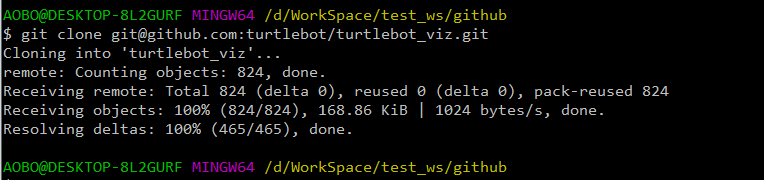 AOBO@DESKTOP-8L2GURF MINGW64 /d/WorkSpace/test_ws/github
$ git clone git@github.com:turtlebot/turtlebot_viz.git
Cloning into 'turtlebot_viz'...
remote: Counting objects: 824, done.
Receiving remote: Total 824 (delta 0), reused 0 (delta 0), pack-reused 824
Receiving objects: 100% (824/824), 168.86 KiB | 1024 bytes/s, done.
Resolving deltas: 100% (465/465), done.
AOBO@DESKTOP-8L2GURF MINGW64 /d/WorkSpace/test_ws/github